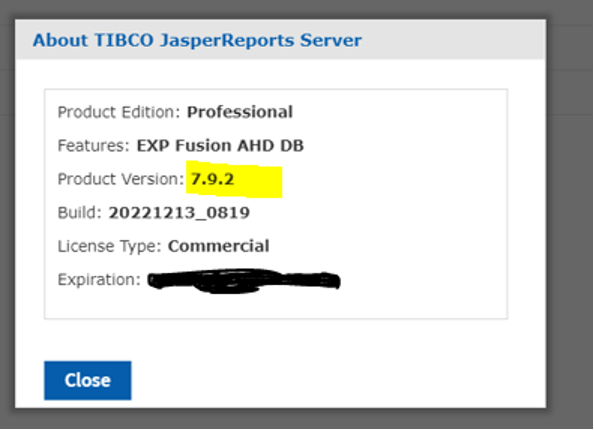 About TIBCO JasperReports Server
Product Edition: Professional
Features: EXP Fusion AHD DB
Product Version: 7.9.2
Build: 20221213_0819
License Type: Commercial
Expiration:
Close